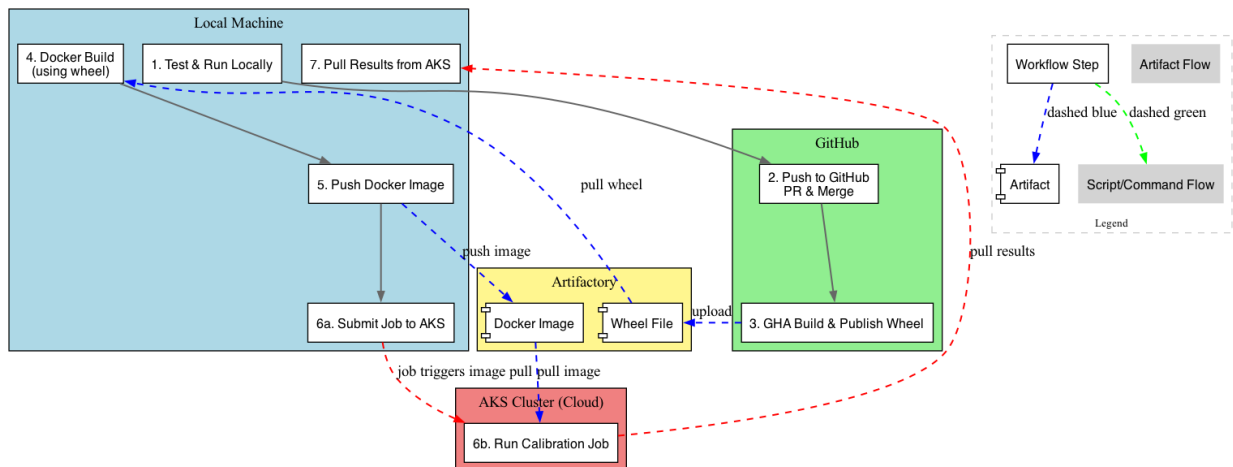 Local Machine
4. Docker Build
(using wheel)
1. Test & Run Locally
7. Pull Results from AKS
Workflow Step
Artifact Flow
dashed blue
dashed green
GitHub
pull wheel
5. Push Docker Image
2. Push to GitHub
PR & Merge
Artifact
Script/Command Flow
Legend
push image
pull results
Artifactory
6a. Submit Job to AKS
Docker Image
Wheel File
upload
3. GHA Build & Publish Wheel
job triggers image pull
pull image
AKS Cluster (Cloud)
6b. Run Calibration Job